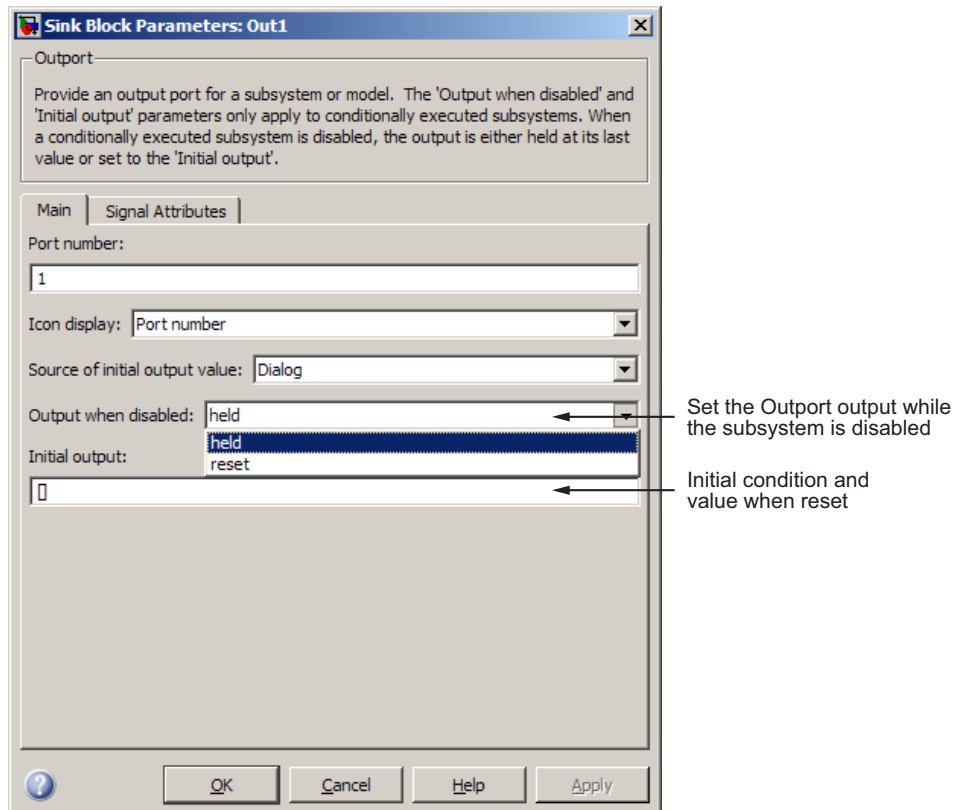 Sink Block Parameters: Out1
Outport
Provide an output port for a subsystem or model. The 'Output when disabled' and
'Initial output' parameters only apply to conditionally executed subsystems. When
a conditionally executed subsystem is disabled, the output is either held at its last
value or set to the 'Initial output'.
Main
Signal Attributes
Port number:
1
Icon display: Port number
Source of initial output value: Dialog
Output when disabled: held
held
reset
Initial output:
[]
Set the Outport output while
the subsystem is disabled
Initial condition and
value when reset
?
OK
Cancel
Help
Apply